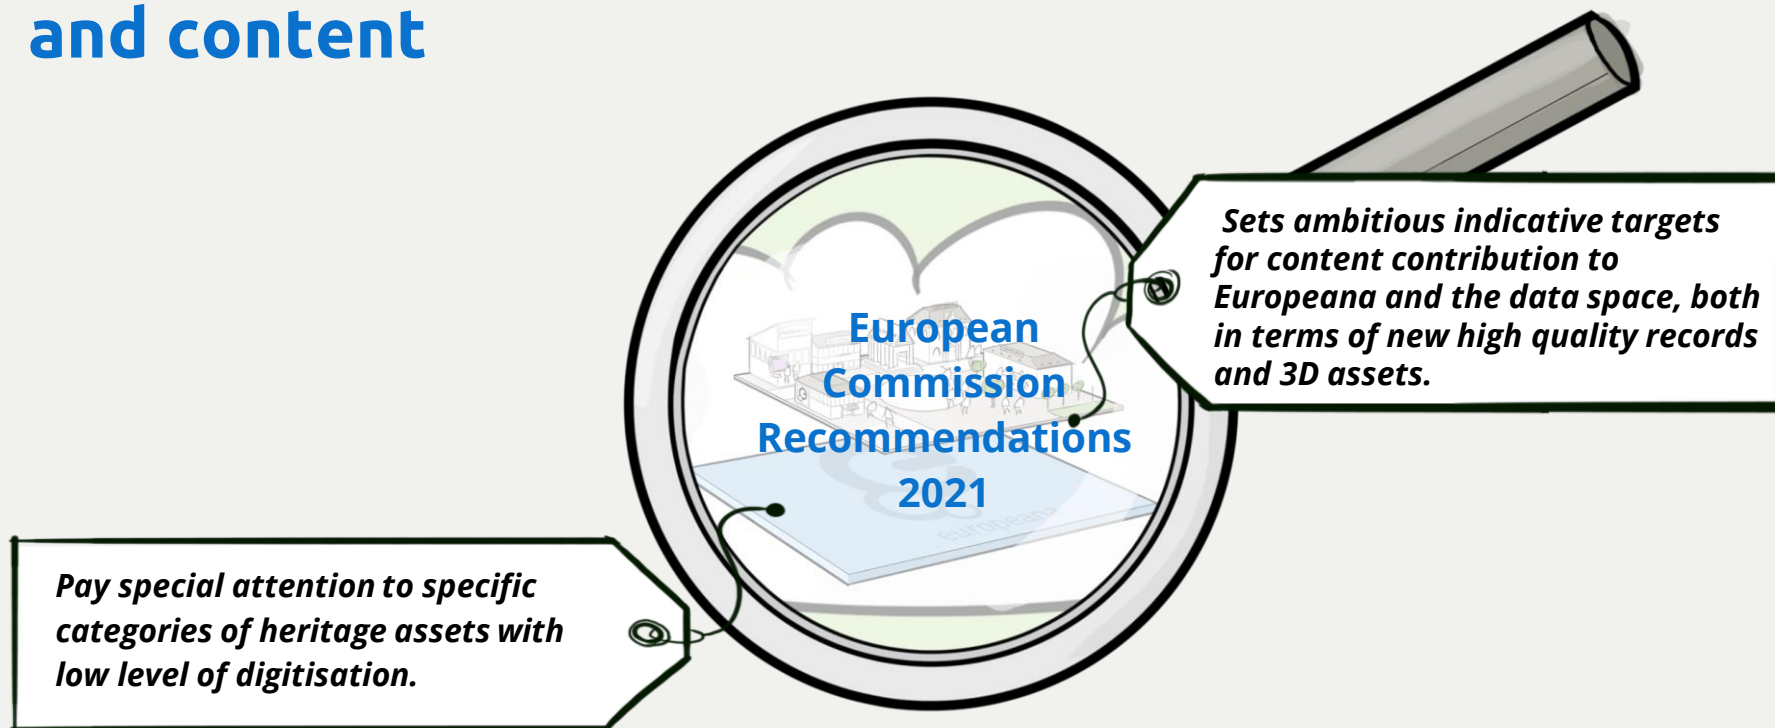 and content
Sets ambitious indicative targets
for content contribution to
Europeana and the data space, both
in terms of new high quality records
and 3D assets.
European
Commission
Recommendations
2021
europeana
Pay special attention to specific
categories of heritage assets with
low level of digitisation.